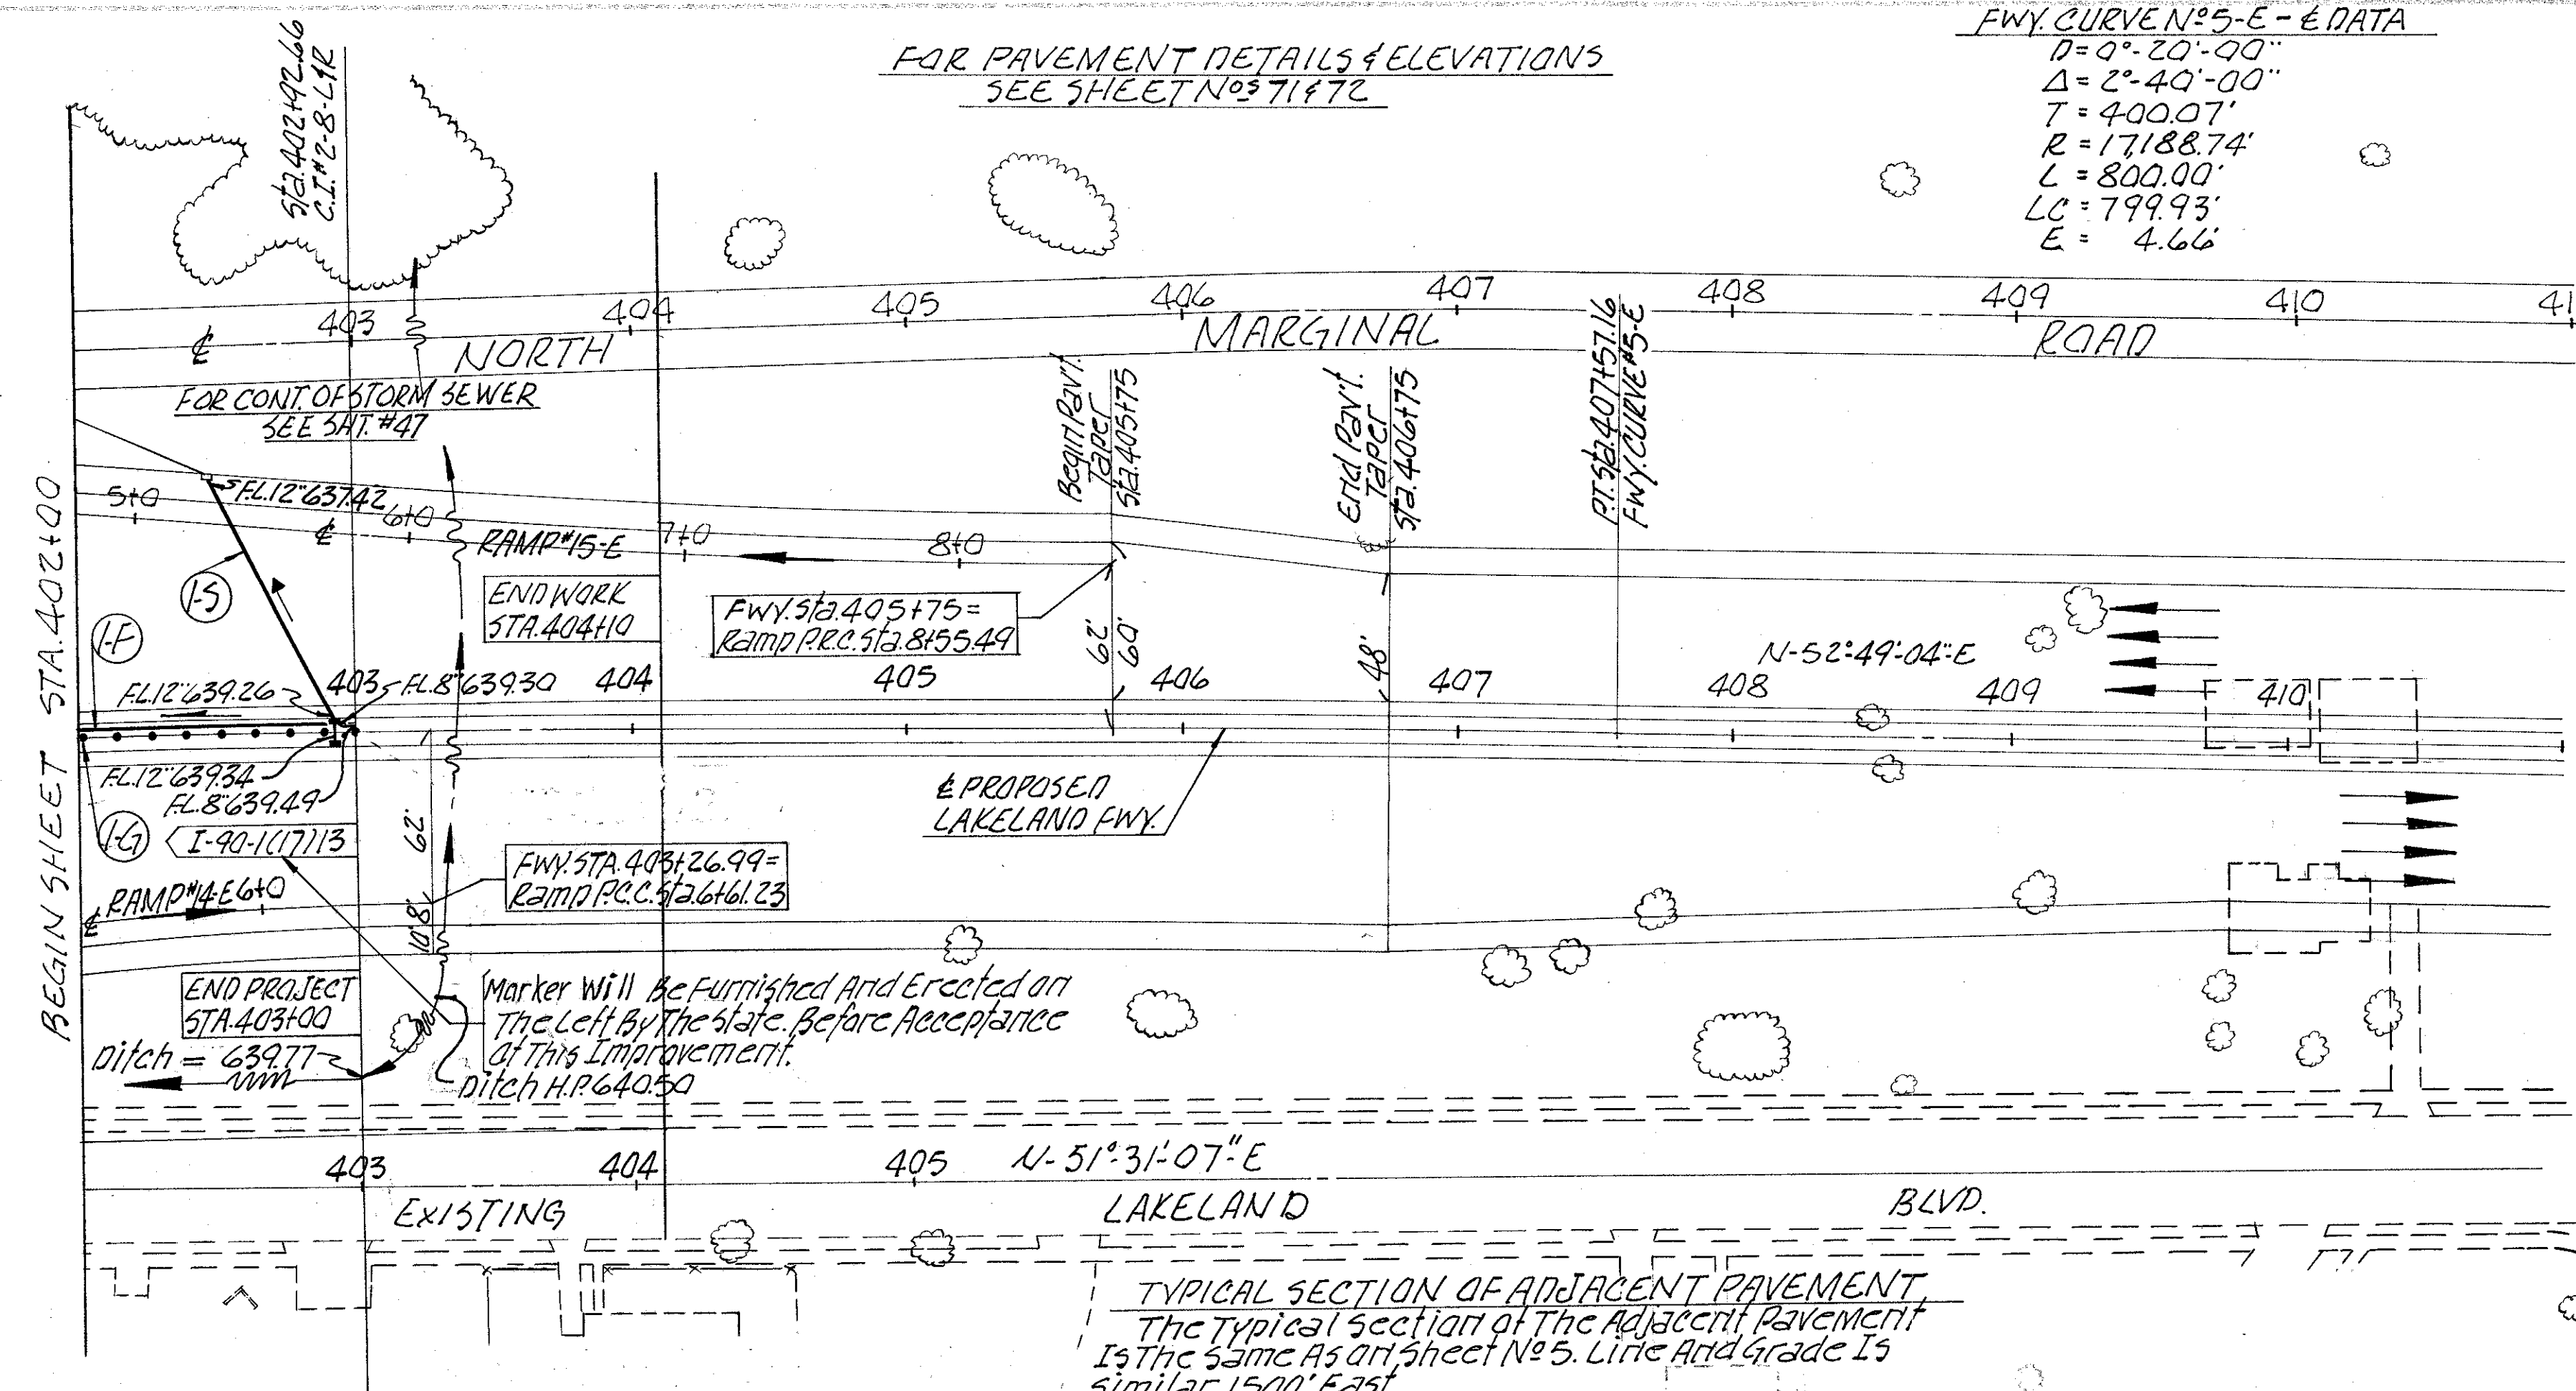 FOR PAVEMENT DETAILS & ELEVATIONS
SEE SHEET Nos 71 & 72
FWY. CURVE No 5-E - ℄ DATA
D = 0°-20'-00"
Δ = 2°-40'-00"
T = 400.07'
R = 17,188.74'
L = 800.00'
LC = 799.93'
E = 4.66'
Sta. 402+92.66
C.I. #2-8-L&R
403 404 405 406 407 408 409 410 41
℄ NORTH MARGINAL ROAD
FOR CONT. OF STORM SEWER
SEE SHT. #47
Begin Pav't.
Taper
Sta. 405+75
End Pav't.
Taper
Sta. 406+75
P.T. Sta. 407+57.16
FWY. CURVE #5-E
BEGIN SHEET STA. 402+00
F.L. 12" 637.42
5+0 6+0 7+0 8+0
℄ RAMP #15-E
1-S
1-F
END WORK
STA. 404+10
FWY. Sta. 405+75 =
Ramp P.R.C. Sta. 8+55.49
62'
60'
48'
N-52°-49'-04"-E
F.L. 12" 639.26
F.L. 8" 639.30
403 404 405 406 407 408 409 410
F.L. 12" 639.34
F.L. 8" 639.49
1-G
I-90-1(17)13
62'
℄ PROPOSED
LAKELAND FWY.
FWY. STA. 403+26.99 =
Ramp P.C.C. Sta. 6+61.23
℄ RAMP #14-E 6+0
10.8'
END PROJECT
STA. 403+00
Marker Will Be Furnished And Erected on
The Left By The State. Before Acceptance
Of This Improvement.
Ditch = 639.77
Ditch H.P. 640.50
403 404 405 N-51°-31'-07"-E
EXISTING LAKELAND BLVD.
TYPICAL SECTION OF ADJACENT PAVEMENT
The Typical Section of The Adjacent Pavement
Is The Same As on Sheet No 5. Line And Grade Is
Similar 1500' East